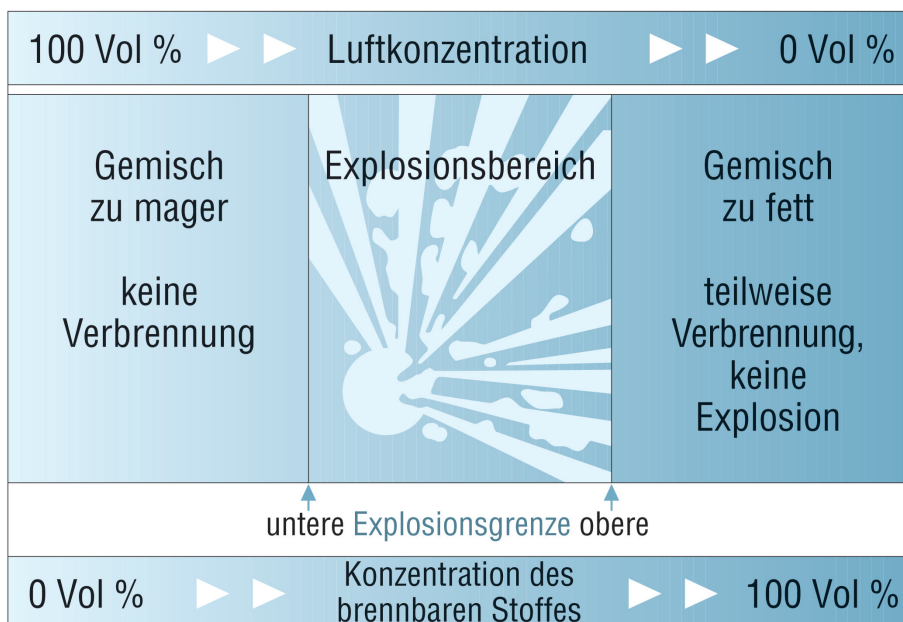 100 Vol % Luftkonzentration 0 Vol %
Gemisch
zu mager
keine
Verbrennung
Explosionsbereich
Gemisch
zu fett
teilweise
Verbrennung,
keine
Explosion
untere Explosionsgrenze obere
0 Vol %
Konzentration des
brennbaren Stoffes
100 Vol %